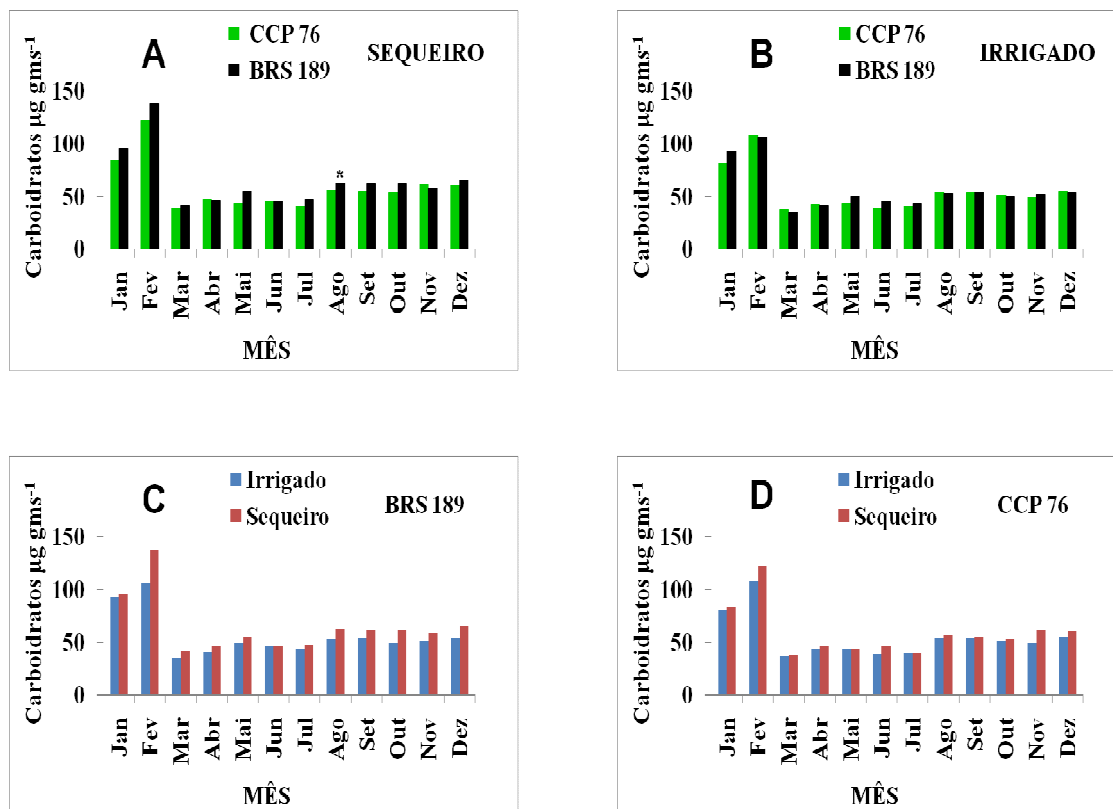 A
CCP 76
BRS 189
SEQUEIRO
Carboidratos µg gms⁻¹
150
100
50
0
*
Jan Fev Mar Abr Mai Jun Jul Ago Set Out Nov Dez
MÊS
B
CCP 76
BRS 189
IRRIGADO
Carboidratos µg gms⁻¹
150
100
50
0
Jan Fev Mar Abr Mai Jun Jul Ago Set Out Nov Dez
MÊS
C
Irrigado
Sequeiro
BRS 189
Carboidratos µg gms⁻¹
150
100
50
0
Jan Fev Mar Abr Mai Jun Jul Ago Set Out Nov Dez
MÊS
D
Irrigado
Sequeiro
CCP 76
Carboidratos µg gms⁻¹
150
100
50
0
Jan Fev Mar Abr Mai Jun Jul Ago Set Out Nov Dez
MÊS